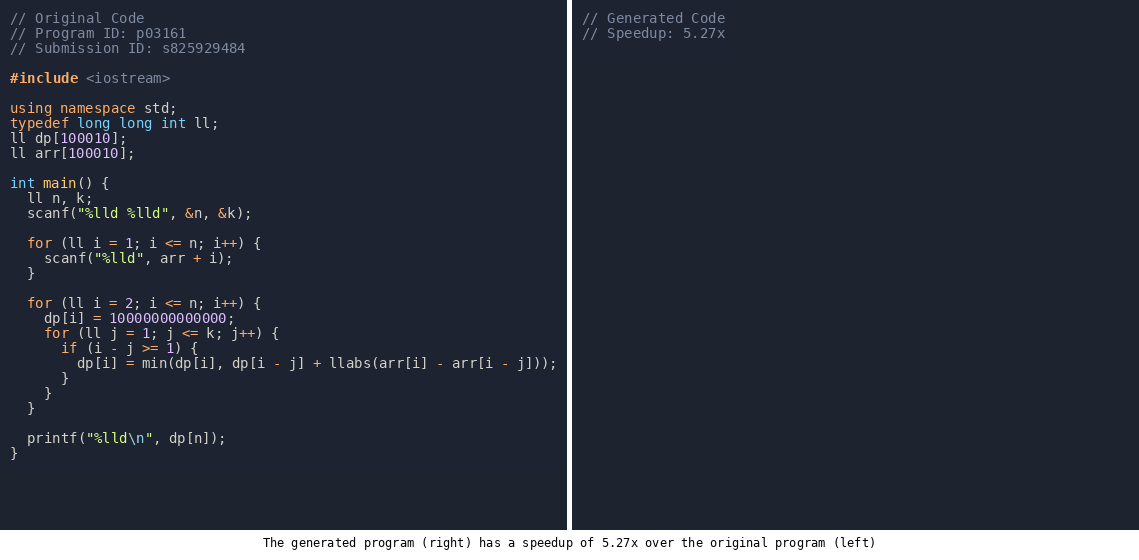 // Original Code
// Program ID: p03161
// Submission ID: s825929484
#include <iostream>
using namespace std;
typedef long long int ll;
ll dp[100010];
ll arr[100010];
int main() {
  ll n, k;
  scanf("%lld %lld", &n, &k);
  for (ll i = 1; i <= n; i++) {
    scanf("%lld", arr + i);
  }
  for (ll i = 2; i <= n; i++) {
    dp[i] = 10000000000000;
    for (ll j = 1; j <= k; j++) {
      if (i - j >= 1) {
        dp[i] = min(dp[i], dp[i - j] + llabs(arr[i] - arr[i - j]));
      }
    }
  }
  printf("%lld\n", dp[n]);
}
// Generated Code
// Speedup: 5.27x
The generated program (right) has a speedup of 5.27x over the original program (left)